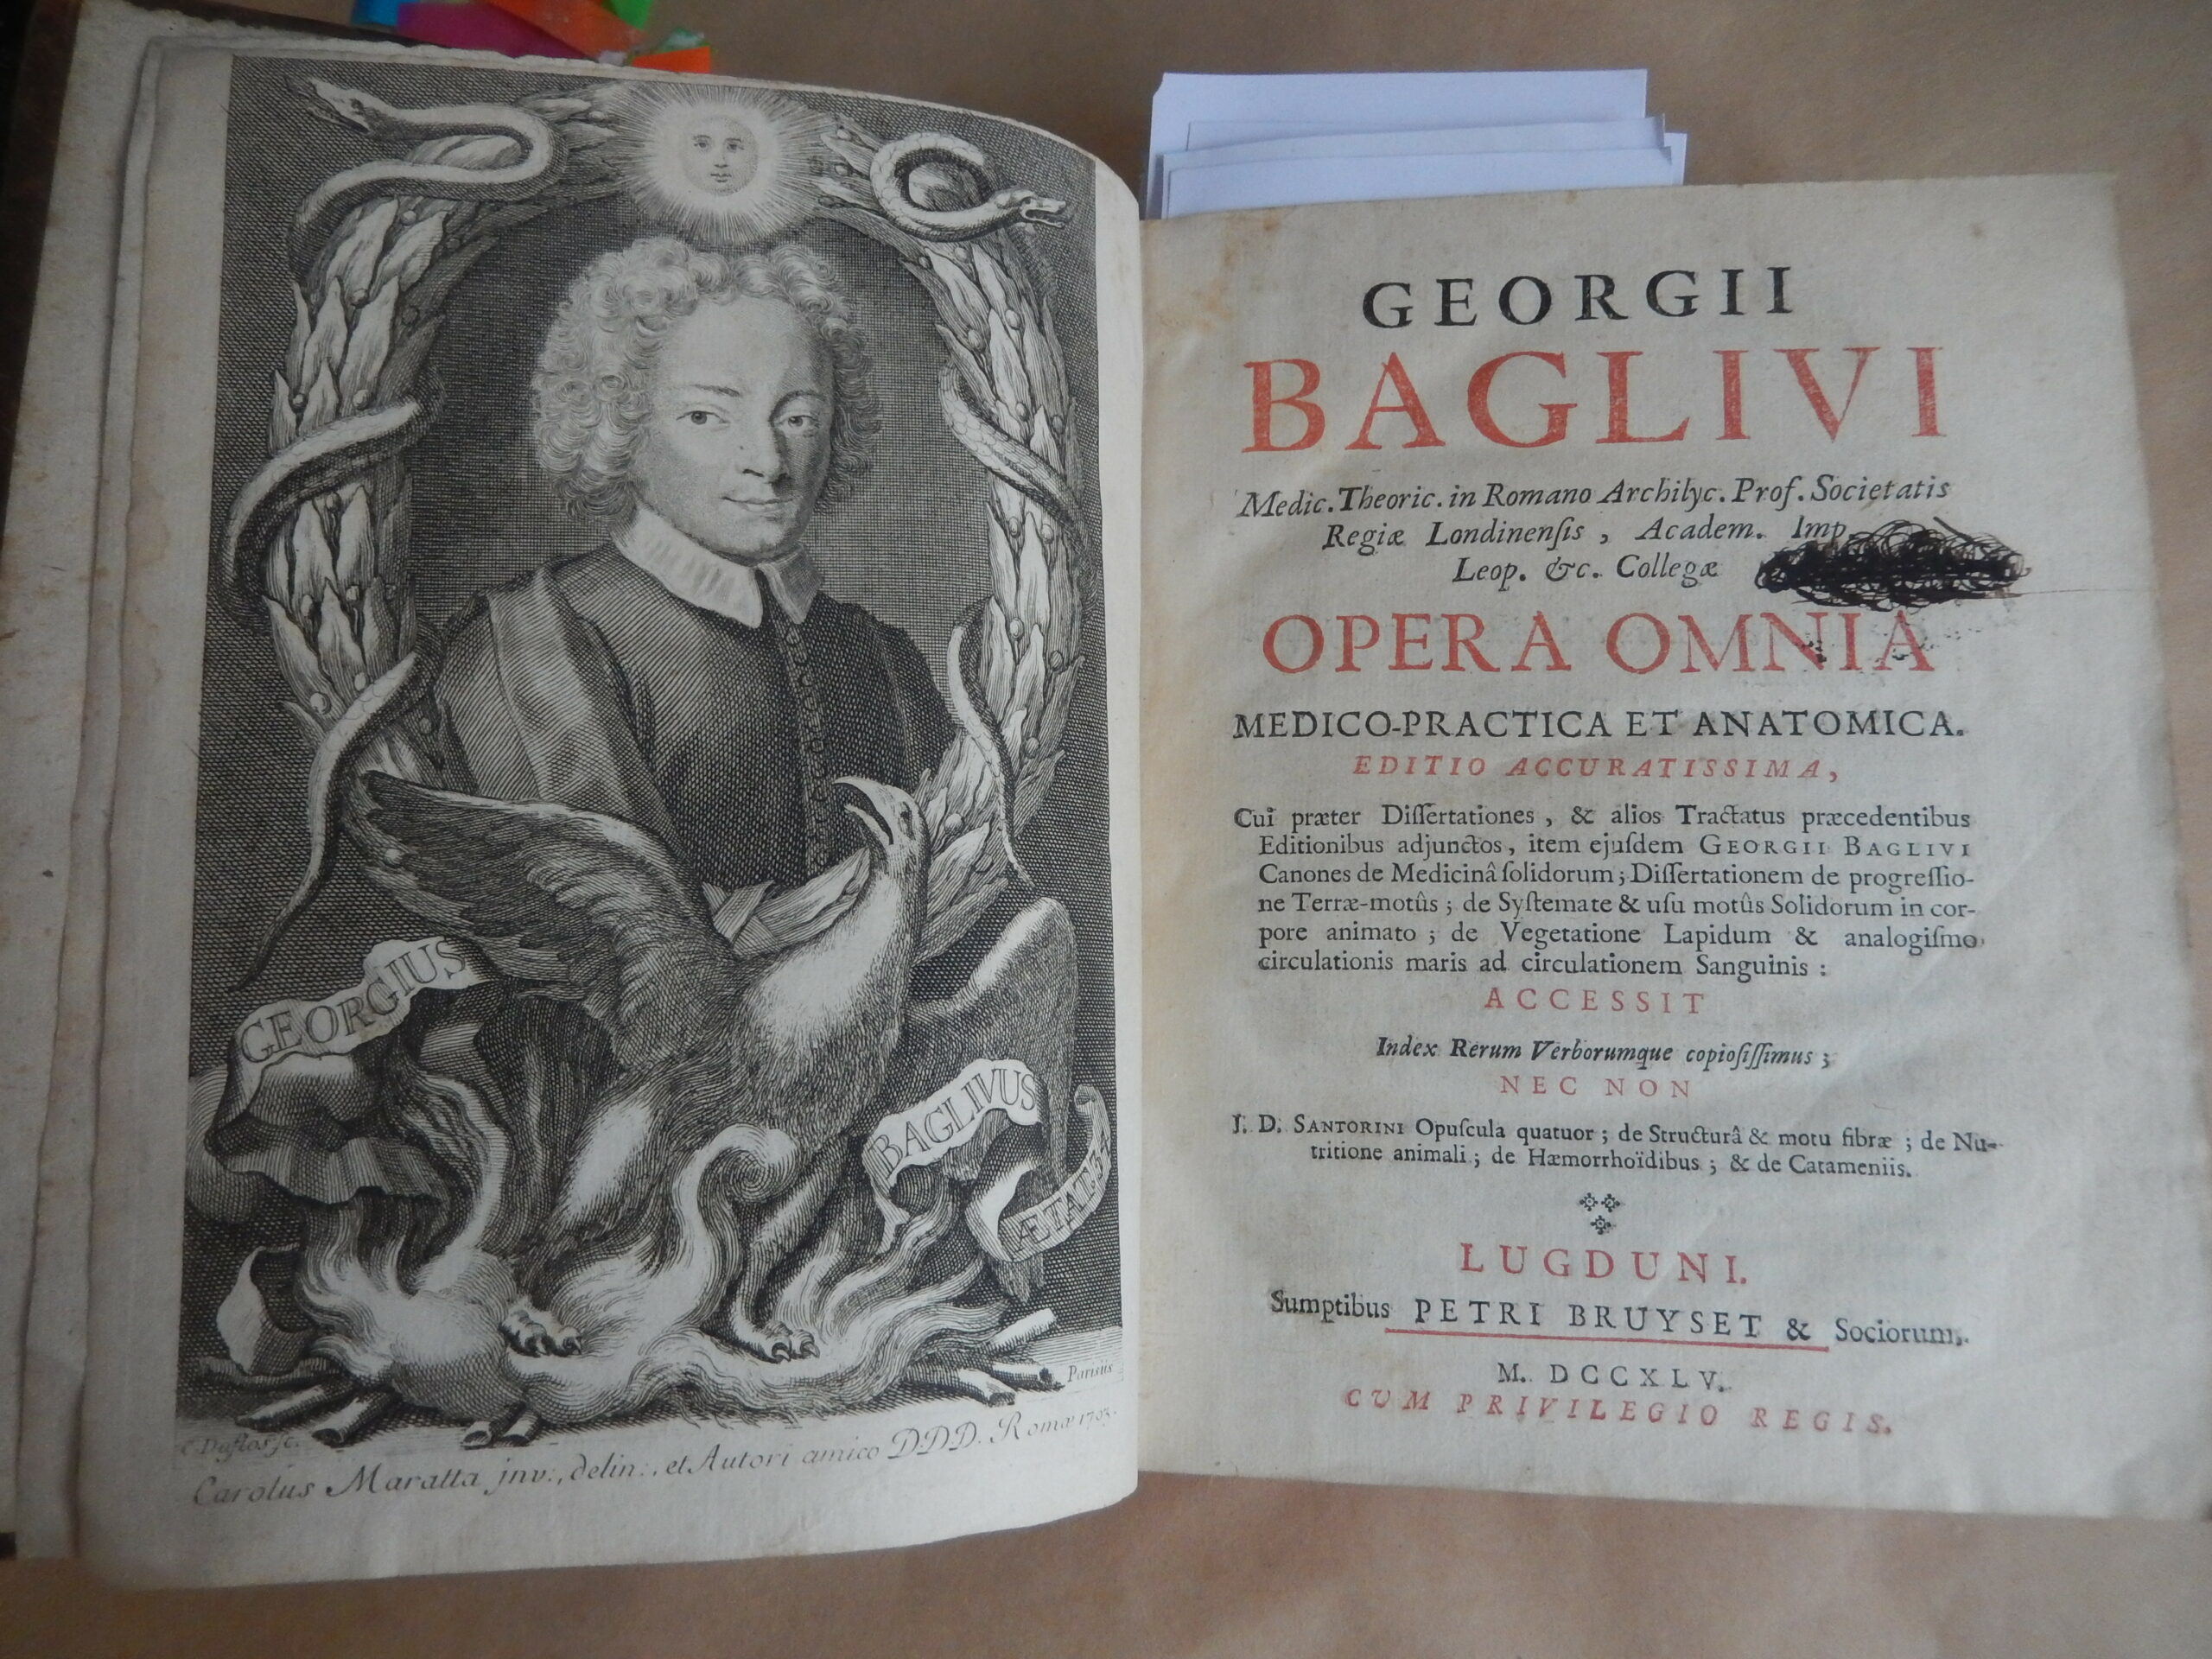 GEORGIUS
BAGLIVUS
Parisiis
C. Duflos sc.
Carolus Maratta inv:, delin:, et Autori amico D.D.D. Romæ 1703.
GEORGII
BAGLIVI
Medic. Theoric. in Romano Archilyc. Prof. Societatis
Regiæ Londinenſis, Academ. Imp
Leop. &c. Collegæ
OPERA OMNIA
MEDICO-PRACTICA ET ANATOMICA.
EDITIO ACCURATISSIMA,
Cui præter Diſſertationes, & alios Tractatus præcedentibus
Editionibus adjunctos, item ejuſdem GEORGII BAGLIVI
Canones de Medicinâ ſolidorum; Diſſertationem de progreſſio-
ne Terræ-motûs; de Syſtemate & uſu motûs Solidorum in cor-
pore animato; de Vegetatione Lapidum & analogiſmo
circulationis maris ad circulationem Sanguinis:
ACCESSIT
Index Rerum Verborumque copioſiſſimus;
NEC NON
J. D. SANTORINI Opuſcula quatuor; de Structurâ & motu fibræ; de Nu-
tritione animali; de Hæmorrhoïdibus; & de Catameniis.
LUGDUNI.
Sumptibus PETRI BRUYSET & Sociorum.
M. DCCXLV.
CUM PRIVILEGIO REGIS.